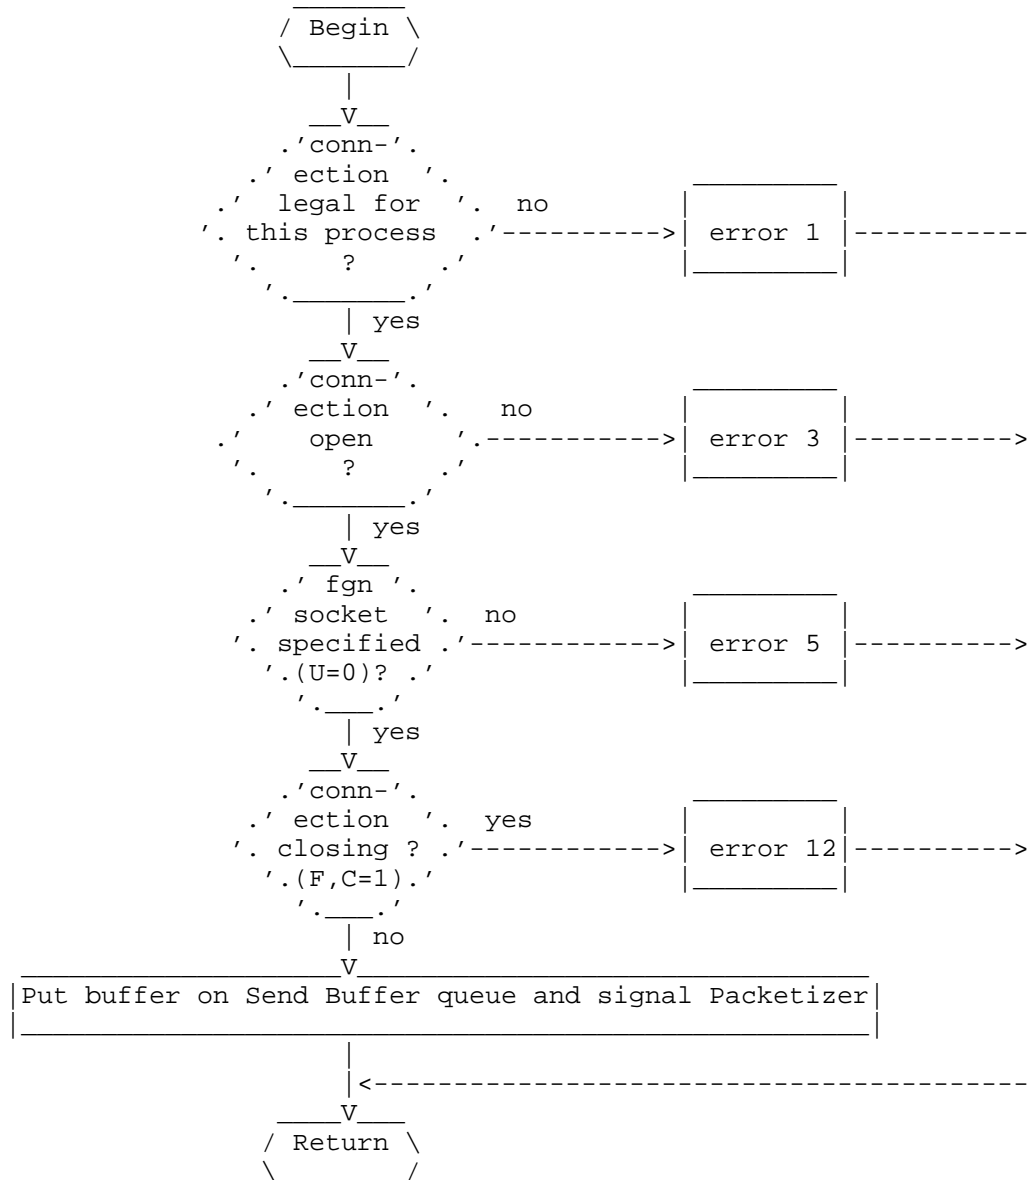 Begin
conn-
ection
legal for no
this process error 1
?
yes
conn-
ection no
open error 3
?
yes
fgn
socket no
specified error 5
(U=0)?
yes
conn-
ection yes
closing ? error 12
(F,C=1)
no
Put buffer on Send Buffer queue and signal Packetizer
Return